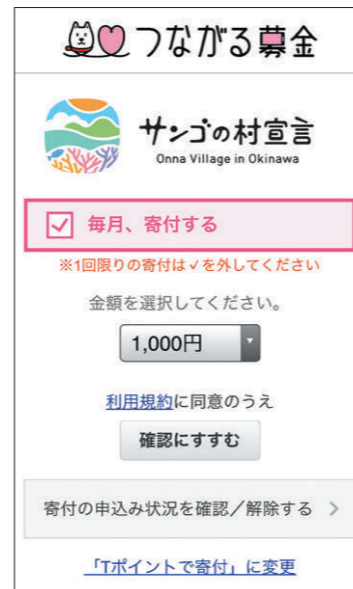 つながる募金
サンゴの村宣言
Onna Village in Okinawa
毎月、寄付する
※1回限りの寄付は✓を外してください
金額を選択してください。
1,000円
利用規約に同意のうえ
確認にすすむ
寄付の申込み状況を確認／解除する
「Tポイントで寄付」に変更